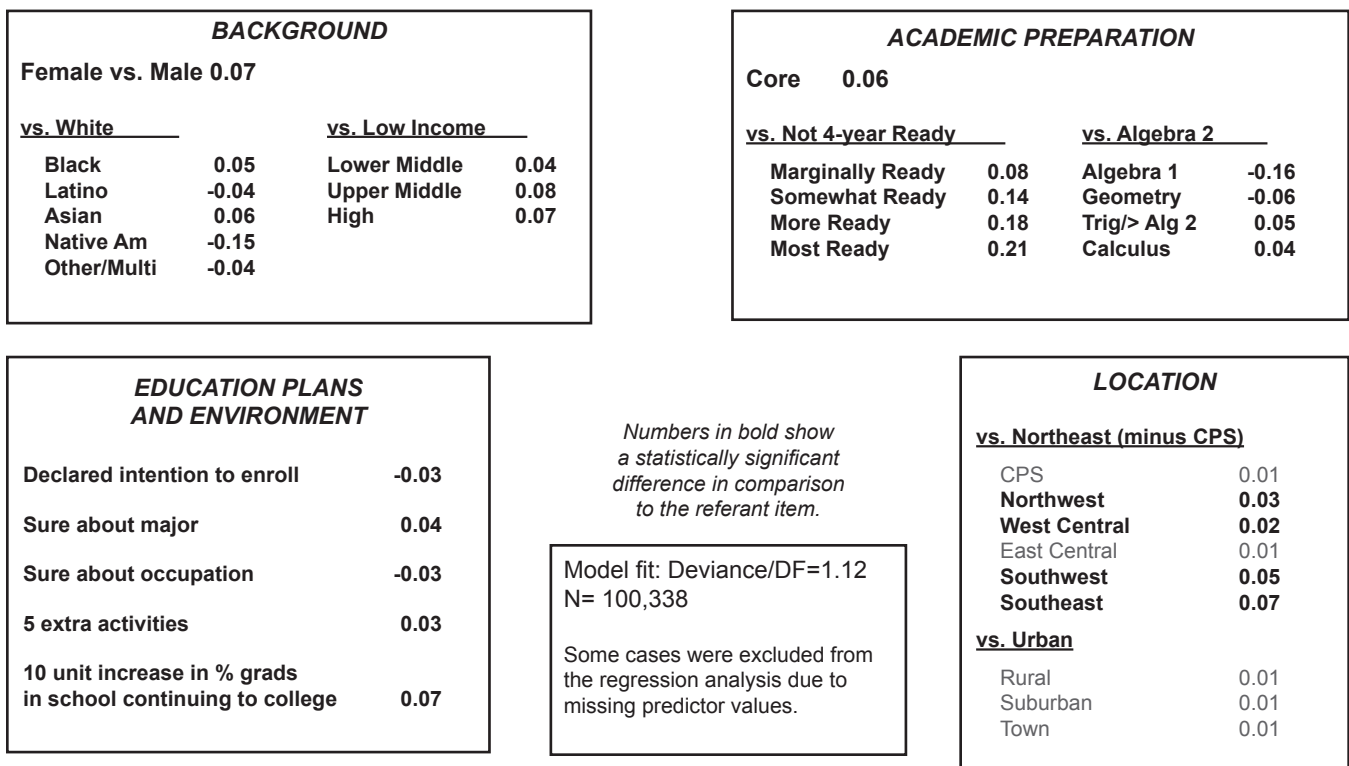 BACKGROUND
Female vs. Male 0.07
vs. White
Black 0.05
Latino -0.04
Asian 0.06
Native Am -0.15
Other/Multi -0.04
vs. Low Income
Lower Middle 0.04
Upper Middle 0.08
High 0.07
ACADEMIC PREPARATION
Core 0.06
vs. Not 4-year Ready
Marginally Ready 0.08
Somewhat Ready 0.14
More Ready 0.18
Most Ready 0.21
vs. Algebra 2
Algebra 1 -0.16
Geometry -0.06
Trig/> Alg 2 0.05
Calculus 0.04
EDUCATION PLANS
AND ENVIRONMENT
Declared intention to enroll -0.03
Sure about major 0.04
Sure about occupation -0.03
5 extra activities 0.03
10 unit increase in % grads
in school continuing to college 0.07
Numbers in bold show
a statistically significant
difference in comparison
to the referant item.
Model fit: Deviance/DF=1.12
N= 100,338
Some cases were excluded from
the regression analysis due to
missing predictor values.
LOCATION
vs. Northeast (minus CPS)
CPS 0.01
Northwest 0.03
West Central 0.02
East Central 0.01
Southwest 0.05
Southeast 0.07
vs. Urban
Rural 0.01
Suburban 0.01
Town 0.01